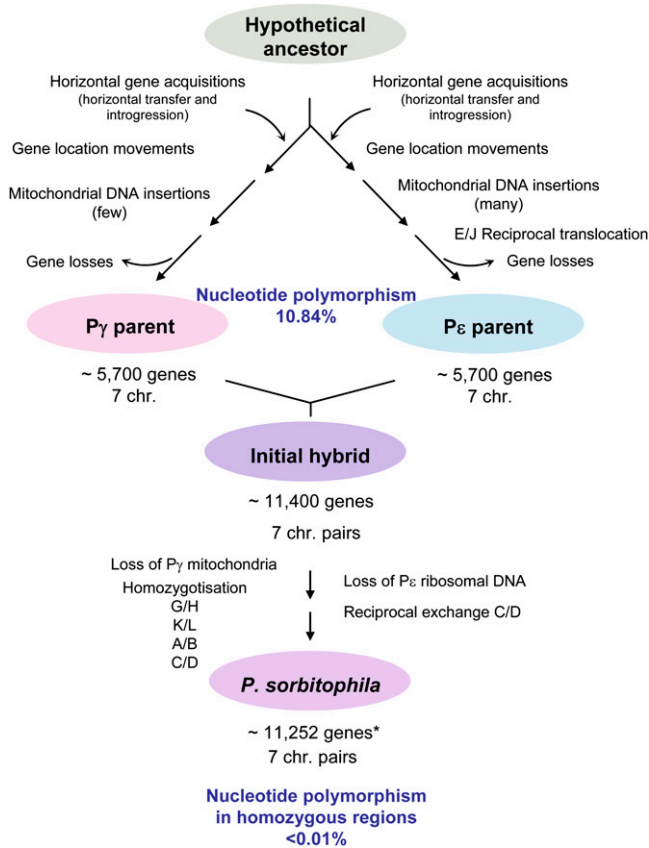 Hypothetical
ancestor
Horizontal gene acquisitions
(horizontal transfer and
introgression)
Horizontal gene acquisitions
(horizontal transfer and
introgression)
Gene location movements
Gene location movements
Mitochondrial DNA insertions
(few)
Mitochondrial DNA insertions
(many)
E/J Reciprocal translocation
Gene losses
Gene losses
Nucleotide polymorphism
10.84%
Pγ parent
Pε parent
~ 5,700 genes
7 chr.
~ 5,700 genes
7 chr.
Initial hybrid
~ 11,400 genes
7 chr. pairs
Loss of Pγ mitochondria
Homozygotisation
G/H
K/L
A/B
C/D
Loss of Pε ribosomal DNA
Reciprocal exchange C/D
P. sorbitophila
~ 11,252 genes*
7 chr. pairs
Nucleotide polymorphism
in homozygous regions
<0.01%